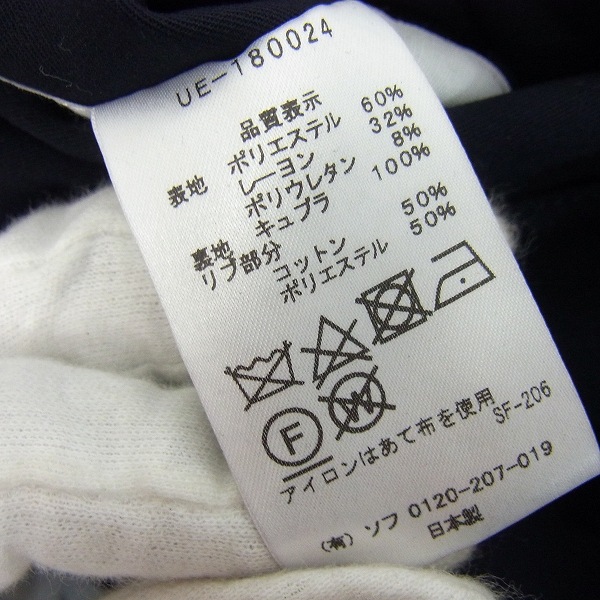 UE-180024
品質表示
表地 ポリエステル 60%
レーヨン 32%
ポリウレタン 8%
裏地 キュプラ 100%
リブ部分 コットン 50%
ポリエステル 50%
F W
アイロンはあて布を使用
SF-206
(有) ソフ 0120-207-019
日本製